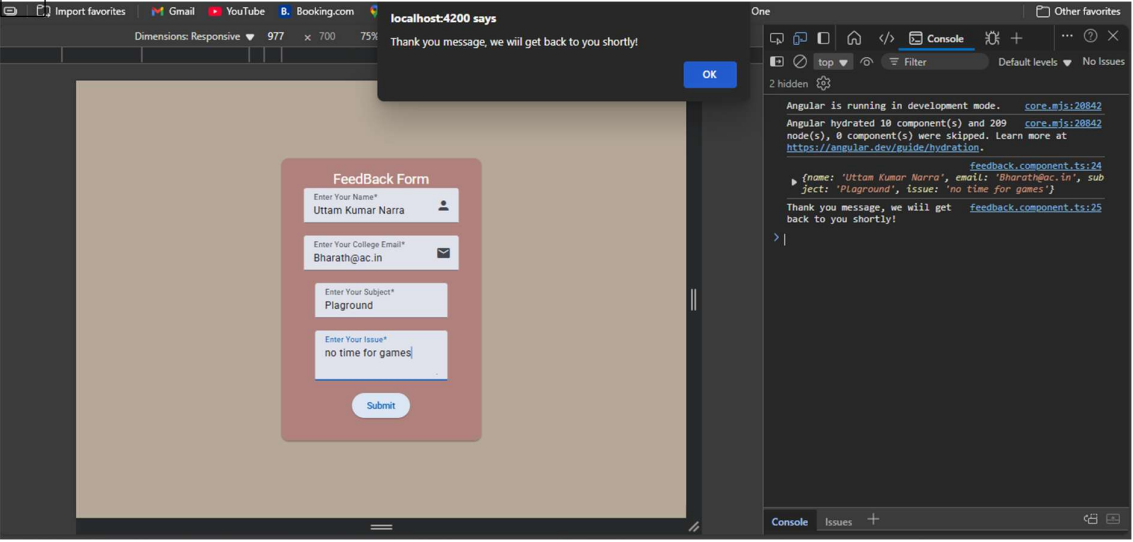 Import favorites
Gmail
YouTube
B. Booking.com
One
Other favorites
localhost:4200 says
Thank you message, we wiil get back to you shortly!
OK
Dimensions: Responsive
977
x
700
75%
Console
top
Filter
Default levels
No Issues
2 hidden
Angular is running in development mode. core.mjs:20842
Angular hydrated 10 component(s) and 209 core.mjs:20842
node(s), 0 component(s) were skipped. Learn more at
https://angular.dev/guide/hydration.
feedback.component.ts:24
{name: 'Uttam Kumar Narra', email: 'Bharath@ac.in', sub
ject: 'PLaground', issue: 'no time for games'}
Thank you message, we wiil get feedback.component.ts:25
back to you shortly!
FeedBack Form
Enter Your Name*
Uttam Kumar Narra
Enter Your College Email*
Bharath@ac.in
Enter Your Subject*
Plaground
Enter Your Issue*
no time for games
Submit
Console
Issues